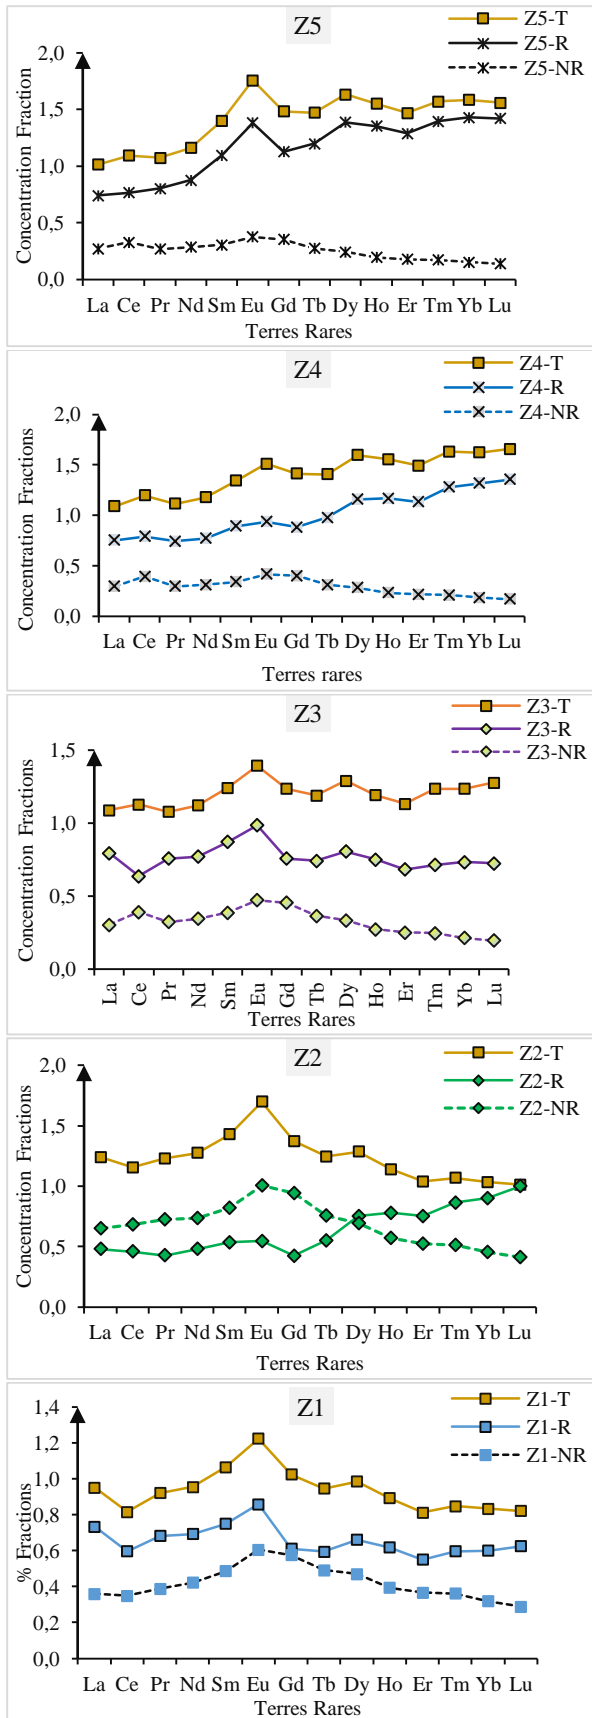 Z5
Z5-T
Z5-R
Z5-NR
Concentration Fraction
2,0
1,5
1,0
0,5
0,0
La Ce Pr Nd Sm Eu Gd Tb Dy Ho Er Tm Yb Lu
Terres Rares
Z4
Z4-T
Z4-R
Z4-NR
Concentration Fractions
2,0
1,5
1,0
0,5
0,0
La Ce Pr Nd Sm Eu Gd Tb Dy Ho Er Tm Yb Lu
Terres rares
Z3
Z3-T
Z3-R
Z3-NR
Concentration Fractions
1,5
1,0
0,5
0,0
La Ce Pr Nd Sm Eu Gd Tb Dy Ho Er Tm Yb Lu
Terres Rares
Z2
Z2-T
Z2-R
Z2-NR
Concentration Fractions
2,0
1,5
1,0
0,5
0,0
La Ce Pr Nd Sm Eu Gd Tb Dy Ho Er Tm Yb Lu
Terres Rares
Z1
Z1-T
Z1-R
Z1-NR
% Fractions
1,4
1,2
1,0
0,8
0,6
0,4
0,2
0,0
La Ce Pr Nd Sm Eu Gd Tb Dy Ho Er Tm Yb Lu
Terres Rares